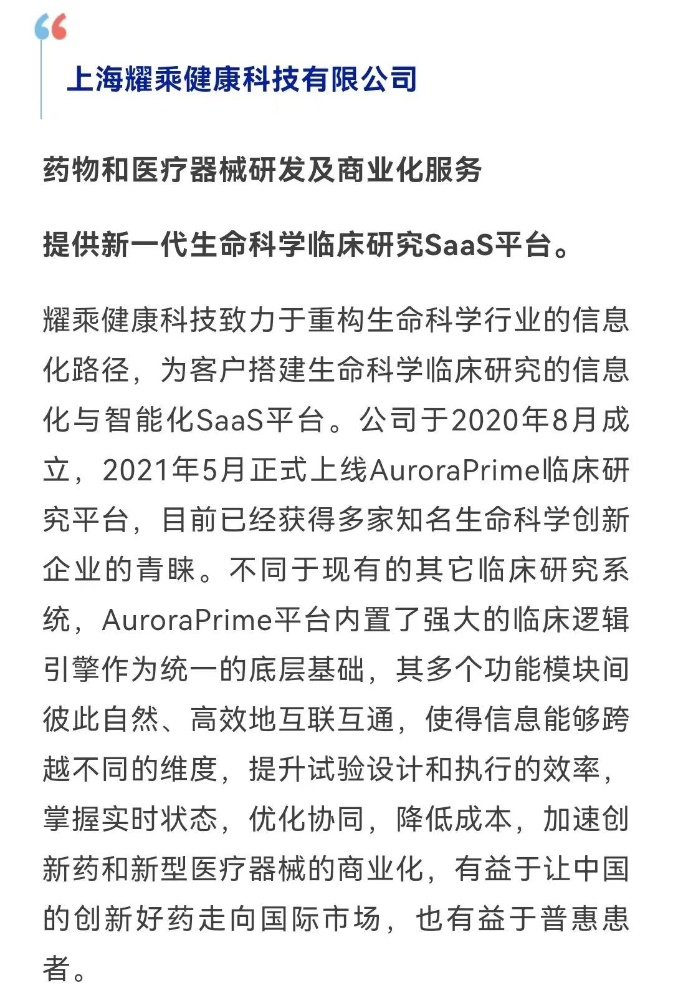 上海耀乘健康科技有限公司
药物和医疗器械研发及商业化服务
提供新一代生命科学临床研究SaaS平台。
耀乘健康科技致力于重构生命科学行业的信息
化路径，为客户搭建生命科学临床研究的信息
化与智能化SaaS平台。公司于2020年8月成
立，2021年5月正式上线AuroraPrime临床研
究平台，目前已经获得多家知名生命科学创新
企业的青睐。不同于现有的其它临床研究系
统，AuroraPrime平台内置了强大的临床逻辑
引擎作为统一的底层基础，其多个功能模块间
彼此自然、高效地互联互通，使得信息能够跨
越不同的维度，提升试验设计和执行的效率，
掌握实时状态，优化协同，降低成本，加速创
新药和新型医疗器械的商业化，有益于让中国
的创新好药走向国际市场，也有益于普惠患
者。